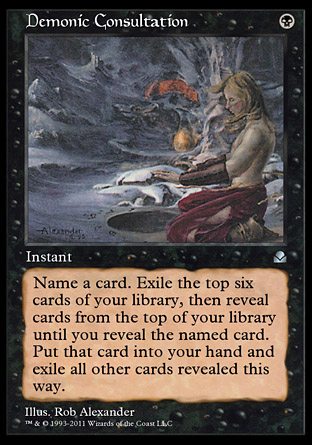 Demonic Consultation
Alexander
Instant
Name a card. Exile the top six
cards of your library, then reveal
cards from the top of your library
until you reveal the named card.
Put that card into your hand and
exile all other cards revealed this
way.
Illus. Rob Alexander
™ & © 1993-2011 Wizards of the Coast LLC